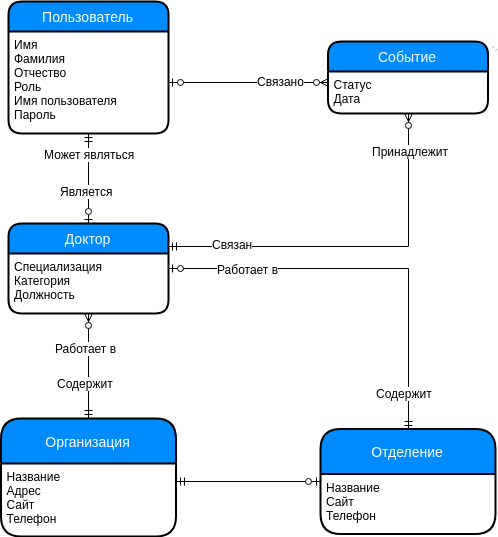 Пользователь
Имя
Фамилия
Отчество
Роль
Имя пользователя
Пароль
Событие
Статус
Дата
Связано
Может являться
Является
Принадлежит
Доктор
Специализация
Категория
Должность
Связан
Работает в
Работает в
Содержит
Содержит
Организация
Название
Адрес
Сайт
Телефон
Отделение
Название
Сайт
Телефон